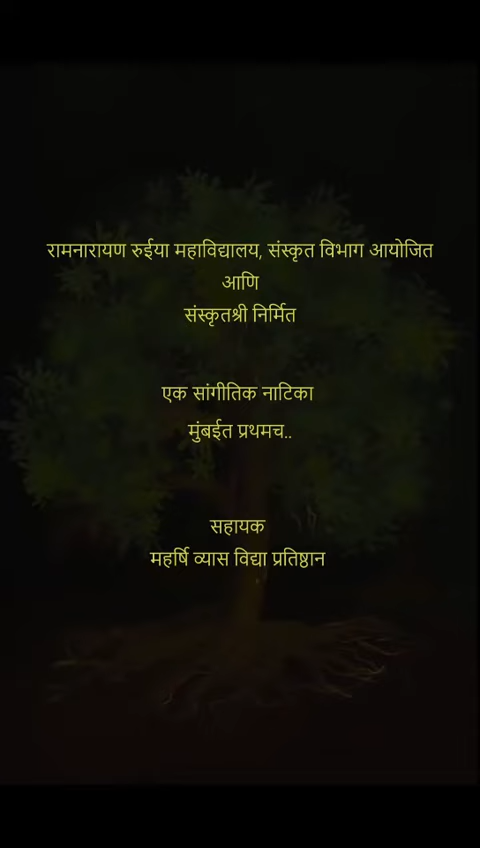 रामनारायण रुईया महाविद्यालय, संस्कृत विभाग आयोजित
आणि
संस्कृतश्री निर्मित
एक सांगीतिक नाटिका
मुंबईत प्रथमच..
सहायक
महर्षि व्यास विद्या प्रतिष्ठान